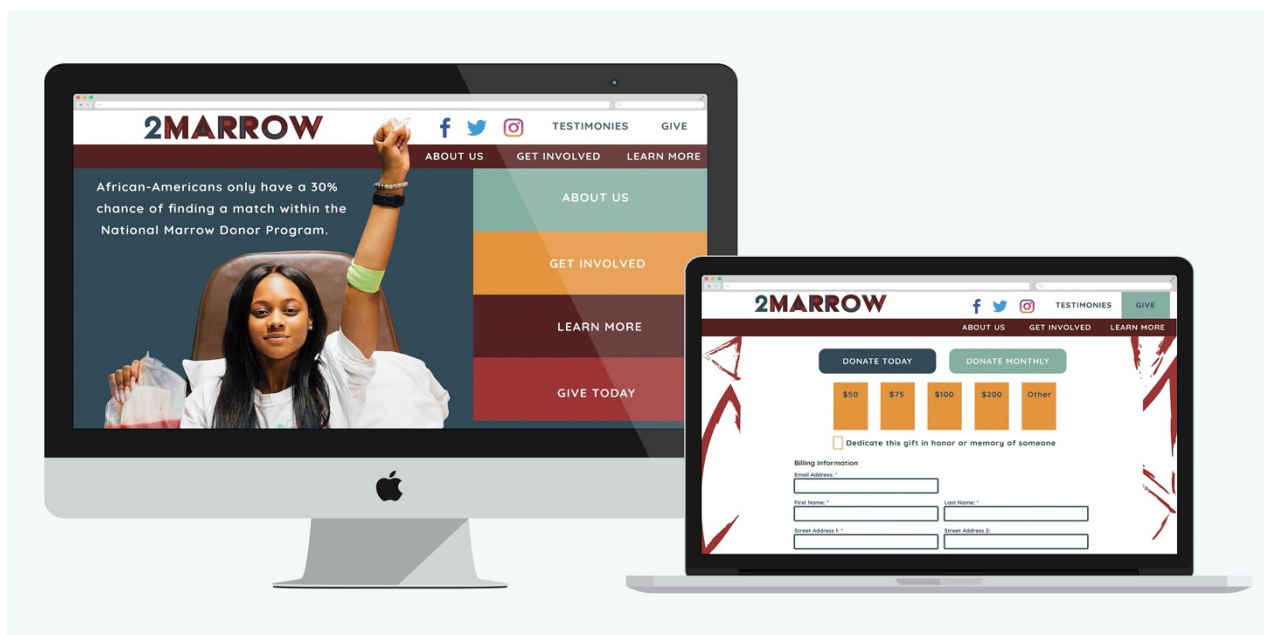 2MARROW
TESTIMONIES GIVE
ABOUT US GET INVOLVED LEARN MORE
African-Americans only have a 30%
chance of finding a match within the
National Marrow Donor Program.
ABOUT US
GET INVOLVED
LEARN MORE
GIVE TODAY
2MARROW
TESTIMONIES GIVE
ABOUT US GET INVOLVED LEARN MORE
DONATE TODAY DONATE MONTHLY
$50 $75 $100 $200 Other
Dedicate this gift in honor or memory of someone
Billing Information
Email Address: *
First Name: * Last Name: *
Street Address 1: * Street Address 2: